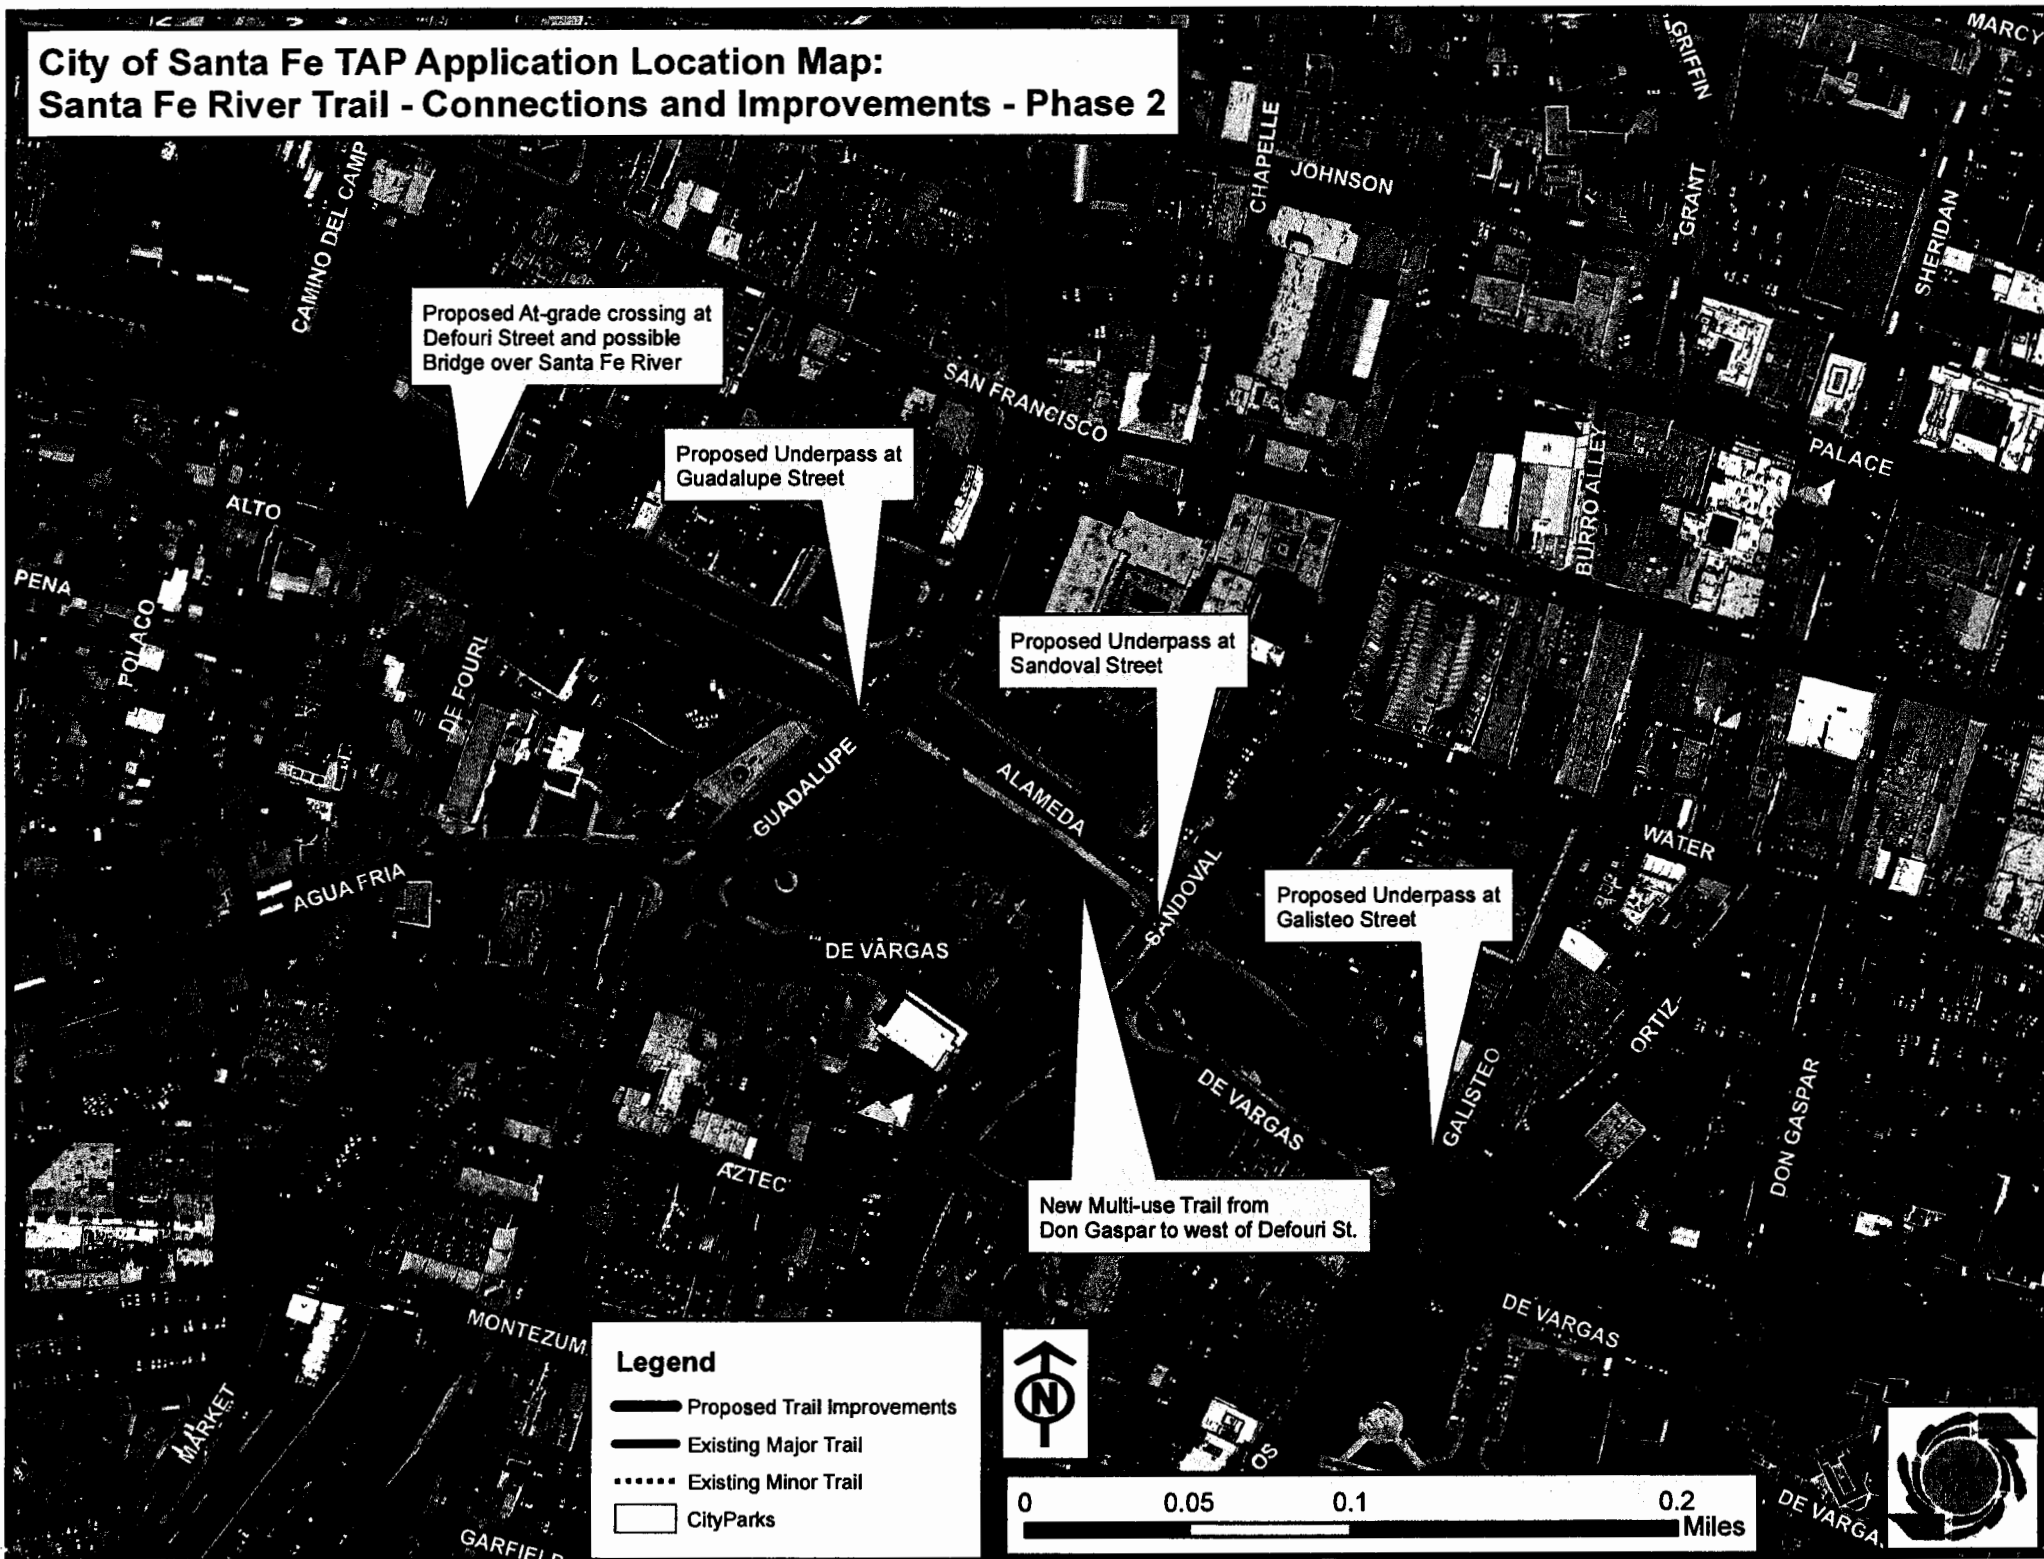 City of Santa Fe TAP Application Location Map:
Santa Fe River Trail - Connections and Improvements - Phase 2
MARCY
GRIFFIN
CHAPELLE
JOHNSON
GRANT
SHERIDAN
CAMINO DEL CAMP
Proposed At-grade crossing at
Defouri Street and possible
Bridge over Santa Fe River
SAN FRANCISCO
Proposed Underpass at
Guadalupe Street
PALACE
BURRO ALLEY
ALTO
PENA
POLACO
DE FOURI
Proposed Underpass at
Sandoval Street
GUADALUPE
ALAMEDA
WATER
SANDOVAL
AGUA FRIA
Proposed Underpass at
Galisteo Street
DE VARGAS
ORTIZ
GALISTEO
DON GASPAR
DE VARGAS
AZTEC
New Multi-use Trail from
Don Gaspar to west of Defouri St.
DE VARGAS
MONTEZUM
MARKET
GARFIELD
Legend
Proposed Trail Improvements
Existing Major Trail
Existing Minor Trail
CityParks
N
OS
0 0.05 0.1 0.2
Miles
DE VARGA